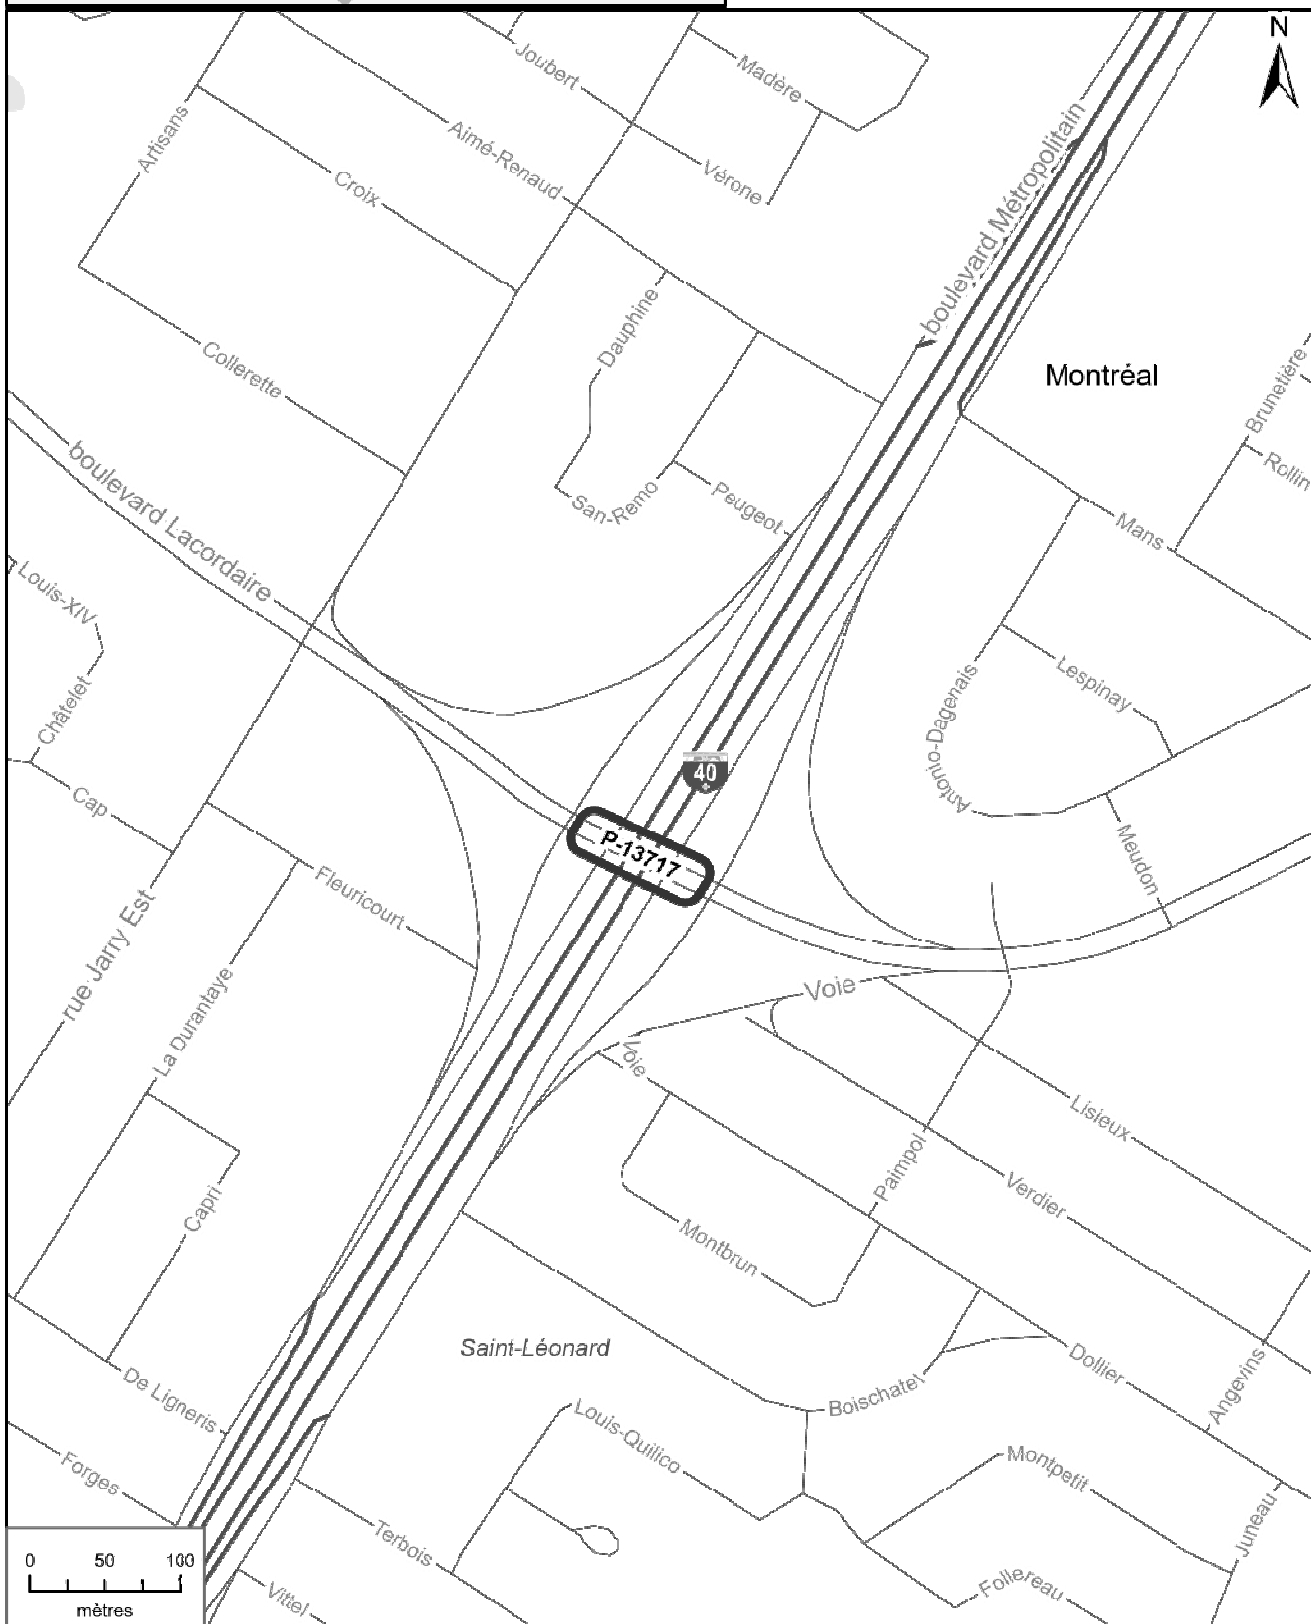 N
Joubert
Madère
Artisans
Aimé-Renaud
Croix
Vérone
boulevard Métropolitain
Dauphine
Collerette
Montréal
Brunetière
boulevard Lacordaire
San-Remo
Peugeot
Rollin
Mans
Louis-XIV
Châtelet
Lespinay
Antonio-Dagenais
40
Cap
P-13717
Meudon
Fleuricourt
rue Jarry Est
La Durantaye
Voie
Voie
Lisieux
Paimpol
Verdier
Capri
Montbrun
Saint-Léonard
Dollier
De Ligneris
Boischatel
Angevins
Louis-Quilico
Forges
Montpetit
Juneau
Terbois
Follereau
Vittel
0 50 100
mètres